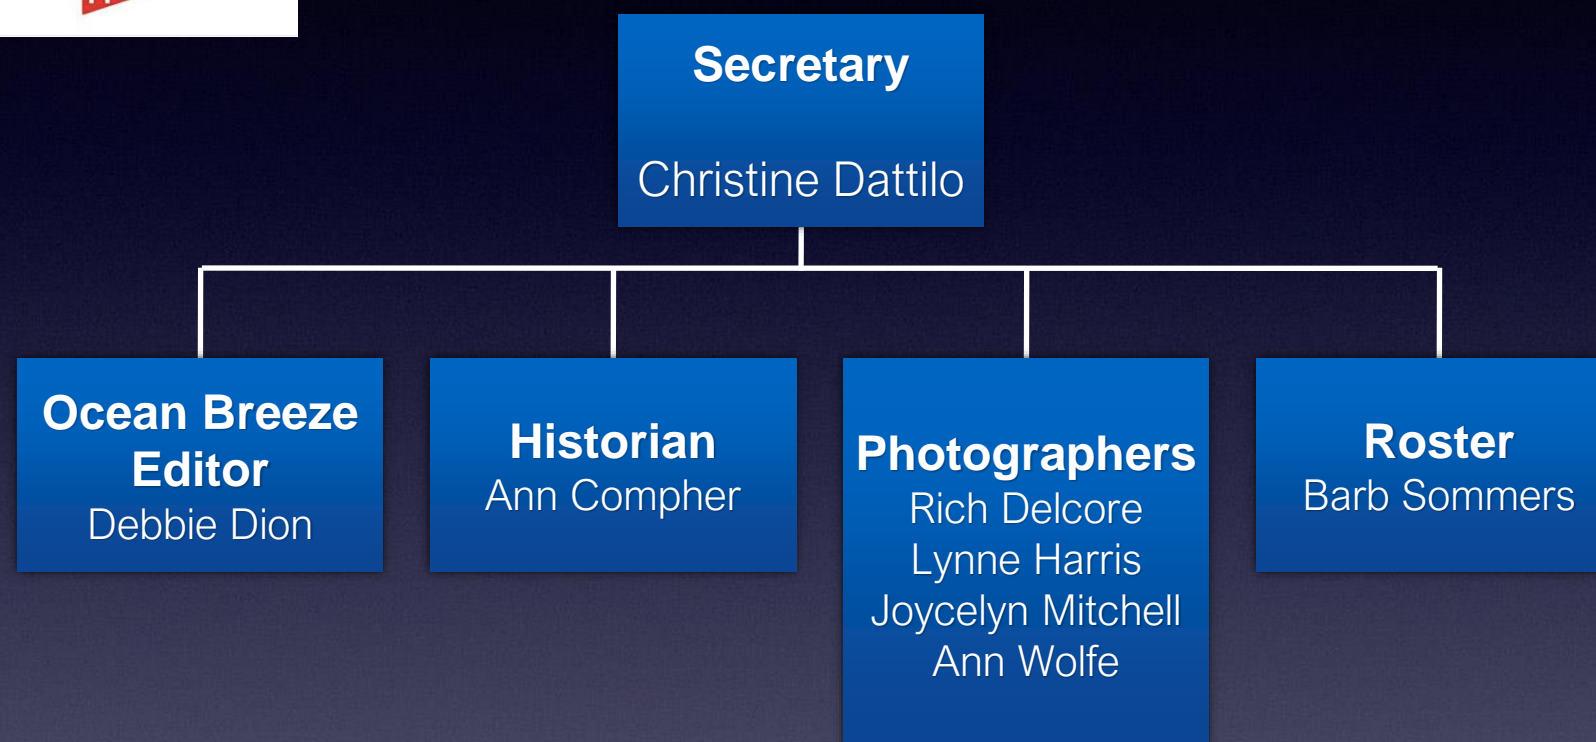 Secretary
Christine Dattilo
Ocean Breeze
Editor
Debbie Dion
Historian
Ann Compher
Photographers
Rich Delcore
Lynne Harris
Joycelyn Mitchell
Ann Wolfe
Roster
Barb Sommers